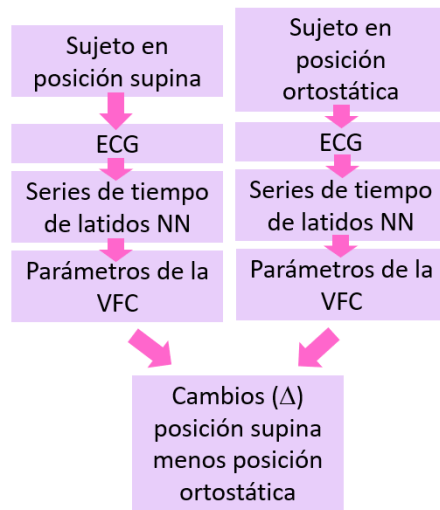 Sujeto en
posición supina
ECG
Series de tiempo
de latidos NN
Parámetros de la
VFC
Sujeto en
posición
ortostática
ECG
Series de tiempo
de latidos NN
Parámetros de la
VFC
Cambios (Δ)
posición supina
menos posición
ortostática